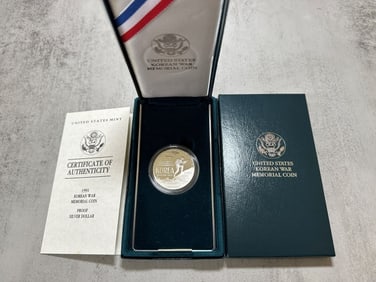 UNITED STATES
KOREAN WAR
MEMORIAL COIN
UNITED STATES MINT
CERTIFICATE OF
AUTHENTICITY
1991
KOREAN WAR
MEMORIAL COIN
PROOF
SILVER DOLLAR
KOREA
UNITED STATES
KOREAN WAR
MEMORIAL COIN